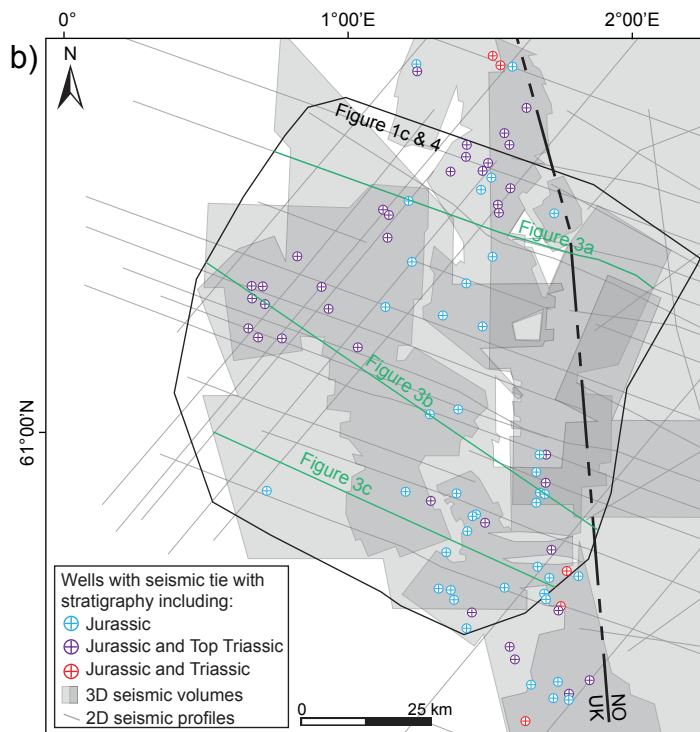 0°
1°00'E
2°00'E
b)
N
Figure 1c & 4
Figure 3a
Figure 3b
61°00'N
Figure 3c
Wells with seismic tie with
stratigraphy including:
Jurassic
Jurassic and Top Triassic
Jurassic and Triassic
3D seismic volumes
2D seismic profiles
0 25 km
UK NO